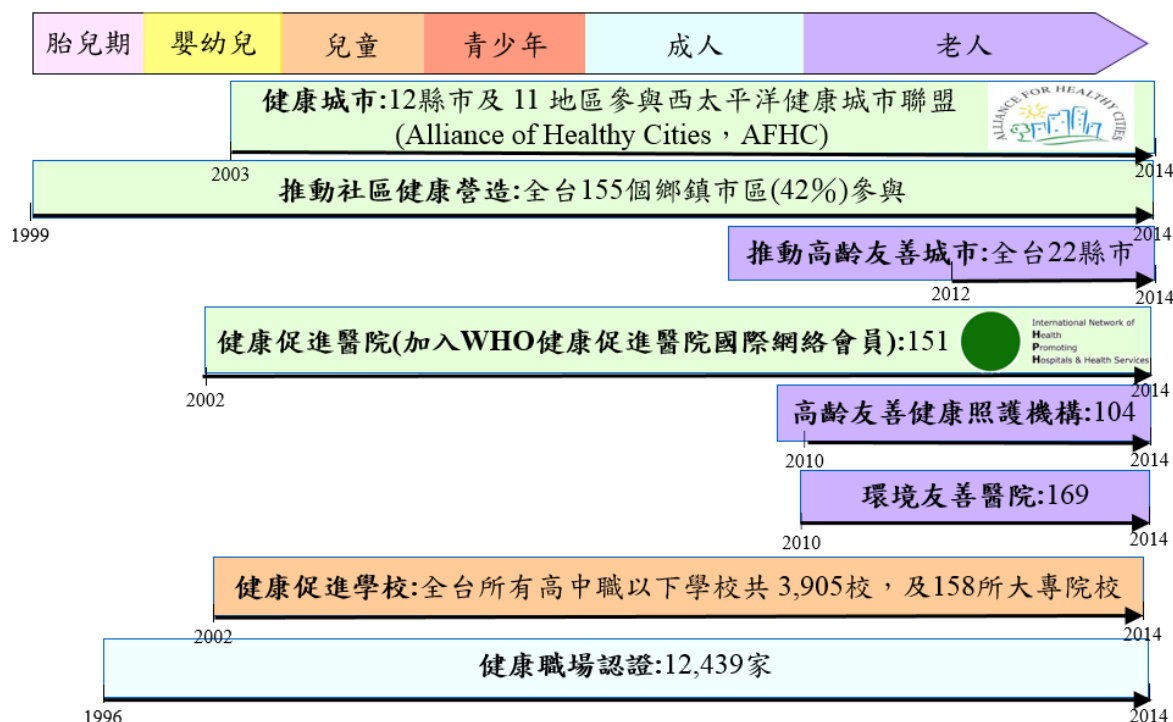 胎兒期 嬰幼兒 兒童 青少年 成人 老人
健康城市:12縣市及 11 地區參與西太平洋健康城市聯盟
(Alliance of Healthy Cities，AFHC)
ALLIANCE FOR HEALTHY CITIES
2003 2014
推動社區健康營造:全台155個鄉鎮市區(42%)參與
1999 2014
推動高齡友善城市:全台22縣市
2012 2014
健康促進醫院(加入WHO健康促進醫院國際網絡會員):151
International Network of
Health
Promoting
Hospitals & Health Services
2002 2014
高齡友善健康照護機構:104
2010 2014
環境友善醫院:169
2010 2014
健康促進學校:全台所有高中職以下學校共 3,905校，及158所大專院校
2002 2014
健康職場認證:12,439家
1996 2014